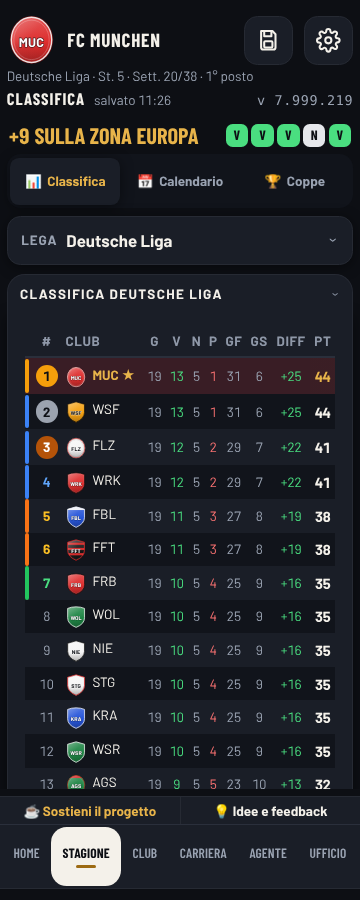 MUC FC MUNCHEN
Deutsche Liga · St. 5 · Sett. 20/38 · 1° posto
CLASSIFICA salvato 11:26 v 7.999.219
+9 SULLA ZONA EUROPA V V V N V
📊 Classifica 📅 Calendario 🏆 Coppe
LEGA Deutsche Liga
CLASSIFICA DEUTSCHE LIGA
# CLUB G V N P GF GS DIFF PT
1 MUC MUC ★ 19 13 5 1 31 6 +25 44
2 WSF WSF 19 13 5 1 31 6 +25 44
3 FLZ FLZ 19 12 5 2 29 7 +22 41
4 WRK WRK 19 12 5 2 29 7 +22 41
5 FBL FBL 19 11 5 3 27 8 +19 38
6 FFT FFT 19 11 5 3 27 8 +19 38
7 FRB FRB 19 10 5 4 25 9 +16 35
8 WOL WOL 19 10 5 4 25 9 +16 35
9 NIE NIE 19 10 5 4 25 9 +16 35
10 STG STG 19 10 5 4 25 9 +16 35
11 KRA KRA 19 10 5 4 25 9 +16 35
12 WSR WSR 19 10 5 4 25 9 +16 35
13 AGS AGS 19 9 5 5 23 10 +13 32
☕ Sostieni il progetto 💡 Idee e feedback
HOME STAGIONE CLUB CARRIERA AGENTE UFFICIO